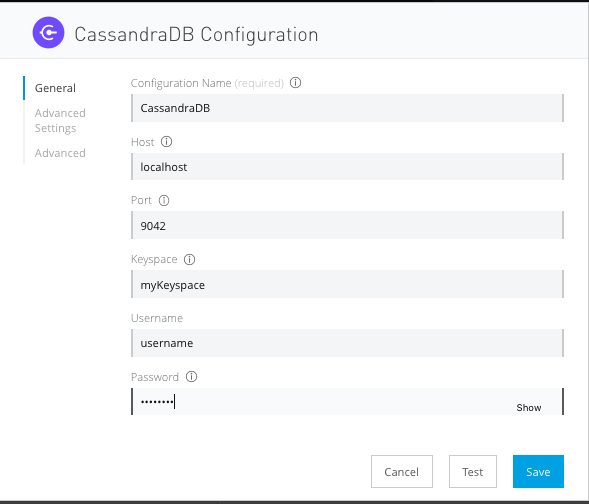 CassandraDB Configuration
General
Advanced
Settings
Advanced
Configuration Name (required)
CassandraDB
Host
localhost
Port
9042
Keyspace
myKeyspace
Username
username
Password
••••••••
Show
Cancel
Test
Save